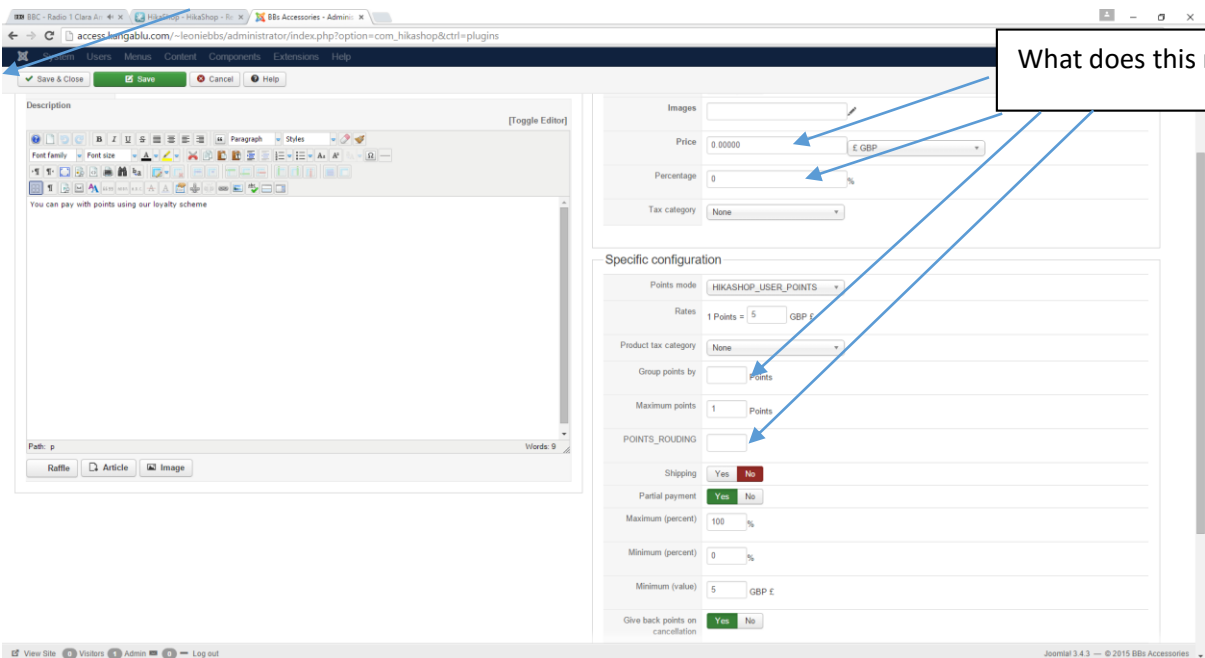 BBC - Radio 1 Clara Am
HikaShop - HikaShop - Re
BBs Accessories - Adminis
access.kangablu.com/~leoniebbs/administrator/index.php?option=com_hikashop&ctrl=plugins
System Users Menus Content Components Extensions Help
What does this
Save & Close Save Cancel Help
Description
[Toggle Editor]
Paragraph Styles
Font family Font size
You can pay with points using our loyalty scheme
Path: p Words: 9
Raffle Article Image
Images
Price 0.00000 £ GBP
Percentage 0 %
Tax category None
Specific configuration
Points mode HIKASHOP_USER_POINTS
Rates 1 Points = 5 GBP £
Product tax category None
Group points by Points
Maximum points 1 Points
POINTS_ROUDING
Shipping Yes No
Partial payment Yes No
Maximum (percent) 100 %
Minimum (percent) 0 %
Minimum (value) 5 GBP £
Give back points on cancellation Yes No
View Site 0 Visitors 1 Admin 0 Log out
Joomla! 3.4.3 — © 2015 BBs Accessories